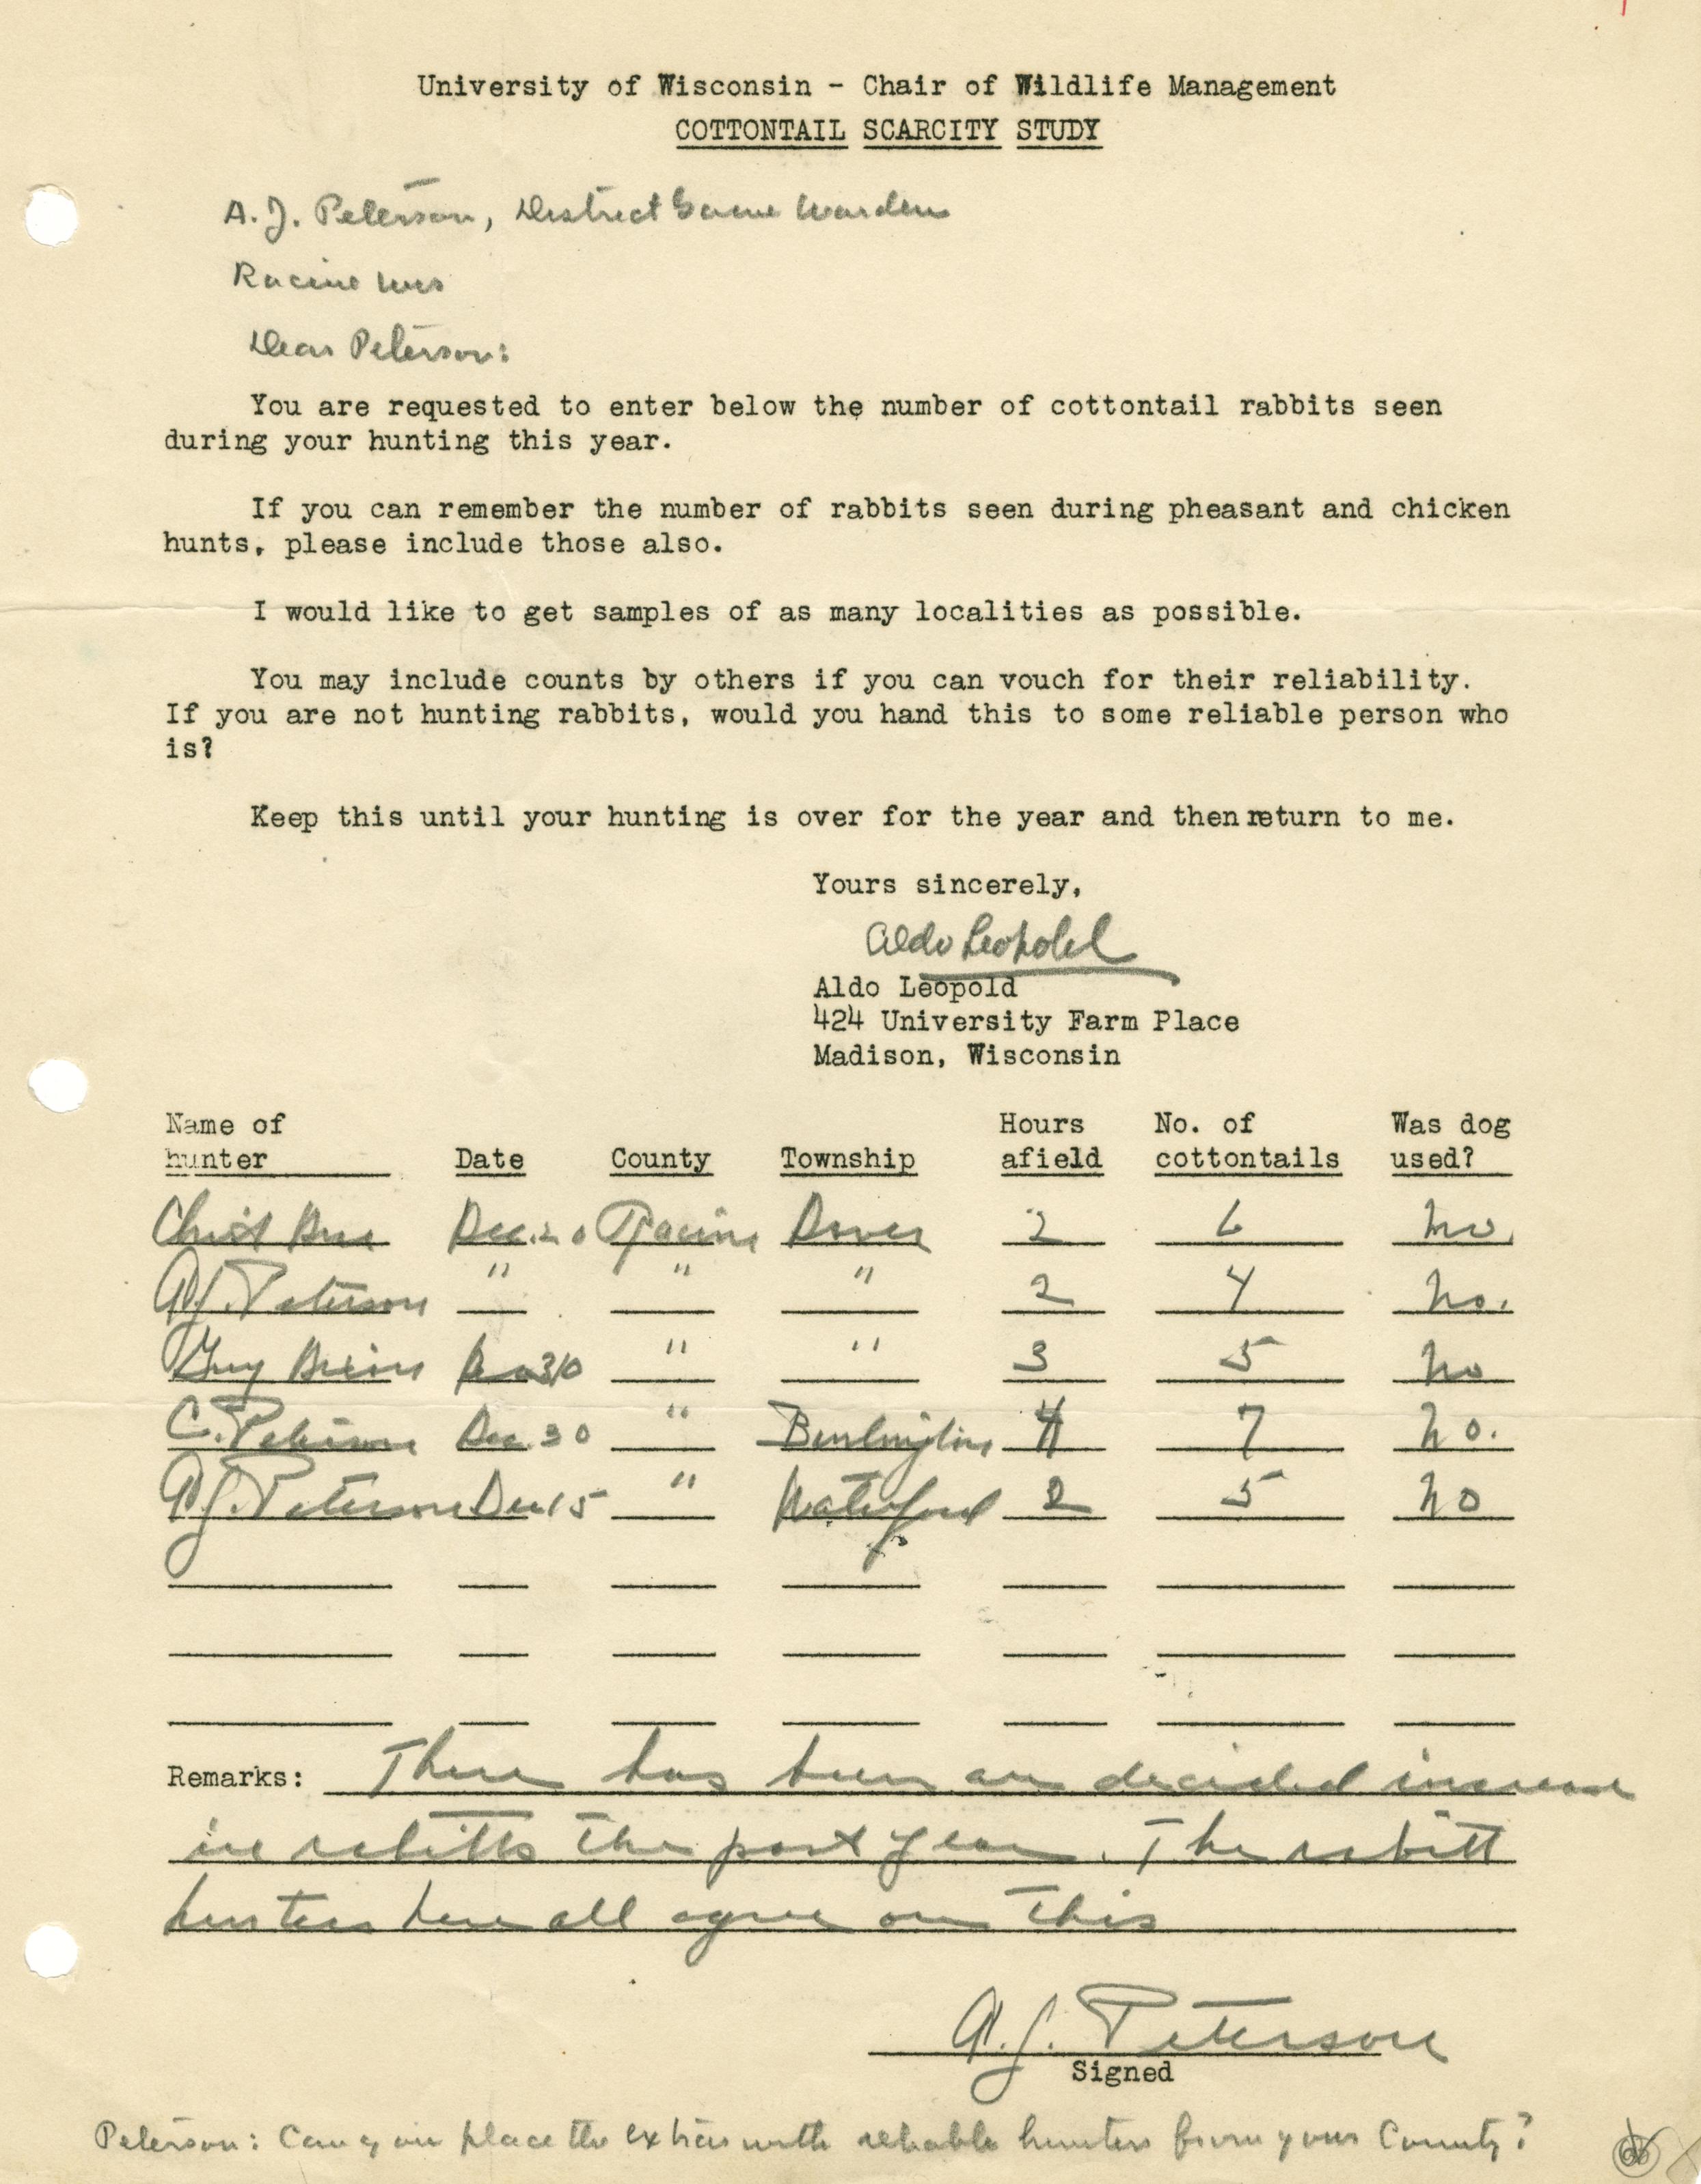 University of Wisconsin - Chair of Wildlife Management
COTTONTAIL SCARCITY STUDY
A. J. Peterson, District Game Warden
Racine Wis
Dear Peterson:
You are requested to enter below the number of cottontail rabbits seen
during your hunting this year.
If you can remember the number of rabbits seen during pheasant and chicken
hunts, please include those also.
I would like to get samples of as many localities as possible.
You may include counts by others if you can vouch for their reliability.
If you are not hunting rabbits, would you hand this to some reliable person who
is?
Keep this until your hunting is over for the year and then return to me.
Yours sincerely,
Aldo Leopold
Aldo Leopold
424 University Farm Place
Madison, Wisconsin
Name of Hours No. of Was dog
hunter Date County Township afield cottontails used?
Dec. 20 Racine Dover 2 6 no.
A.J. Peterson " " " 2 4 no.
Guy " " 3 5 no
C. Peterson Dec. 30 " Burlington 4 7 no.
A.J. Peterson Dec 15 " Waterford 2 5 no
Remarks: There has been an decided increase
in rabitts the past year. The rabitt
hunters here all agree on this
A. J. Peterson
Signed
Peterson: Can you place the extras with reliable hunters from your County?